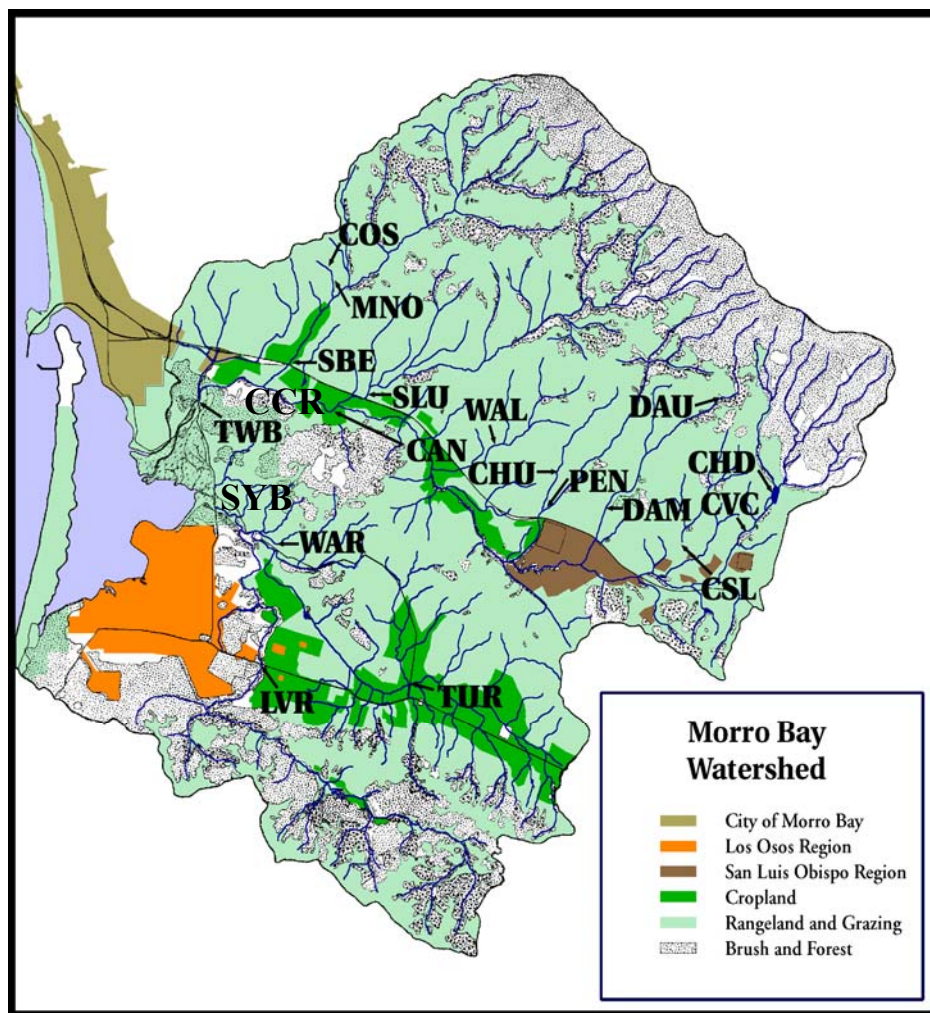 COS
MNO
SBE
SLU
CCR
TWB
WAL
DAU
CAN
CHU
PEN
CHD
SYB
DAM
CVC
WAR
CSL
LVR
TUR
Morro Bay
Watershed
City of Morro Bay
Los Osos Region
San Luis Obispo Region
Cropland
Rangeland and Grazing
Brush and Forest